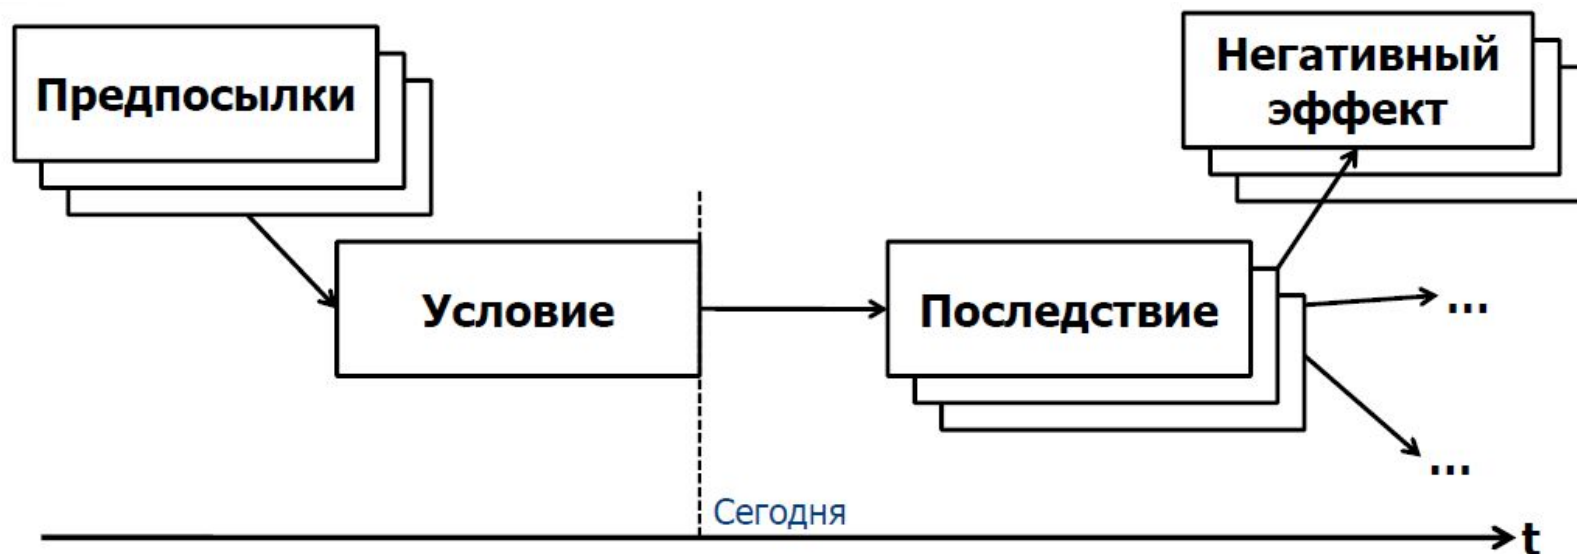 Предпосылки
Негативный
эффект
Условие
Последствие
...
...
Сегодня
t